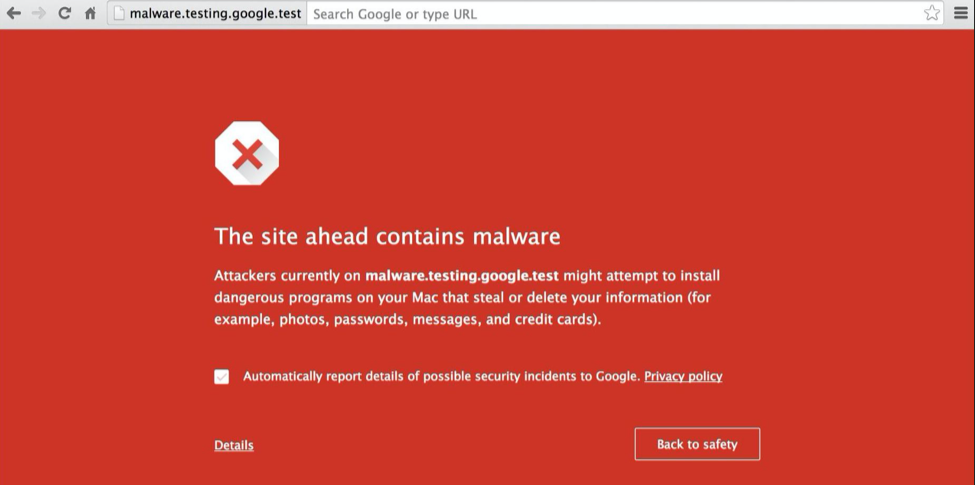 malware.testing.google.test Search Google or type URL
The site ahead contains malware
Attackers currently on malware.testing.google.test might attempt to install
dangerous programs on your Mac that steal or delete your information (for
example, photos, passwords, messages, and credit cards).
Automatically report details of possible security incidents to Google. Privacy policy
Details Back to safety